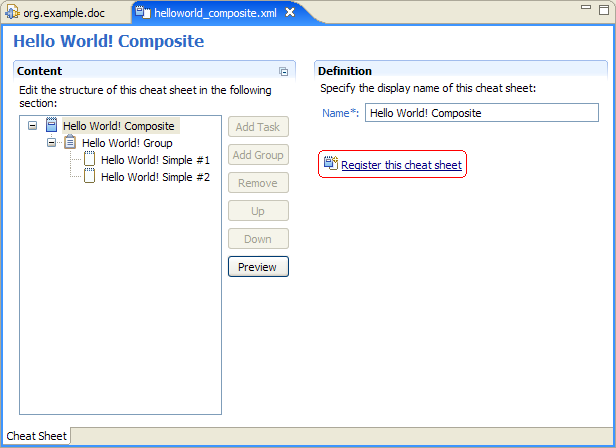 org.example.doc
helloworld_composite.xml
Hello World! Composite
Content
Edit the structure of this cheat sheet in the following
section:
Hello World! Composite
Hello World! Group
Hello World! Simple #1
Hello World! Simple #2
Add Task
Add Group
Remove
Up
Down
Preview
Definition
Specify the display name of this cheat sheet:
Name*: Hello World! Composite
Register this cheat sheet
Cheat Sheet